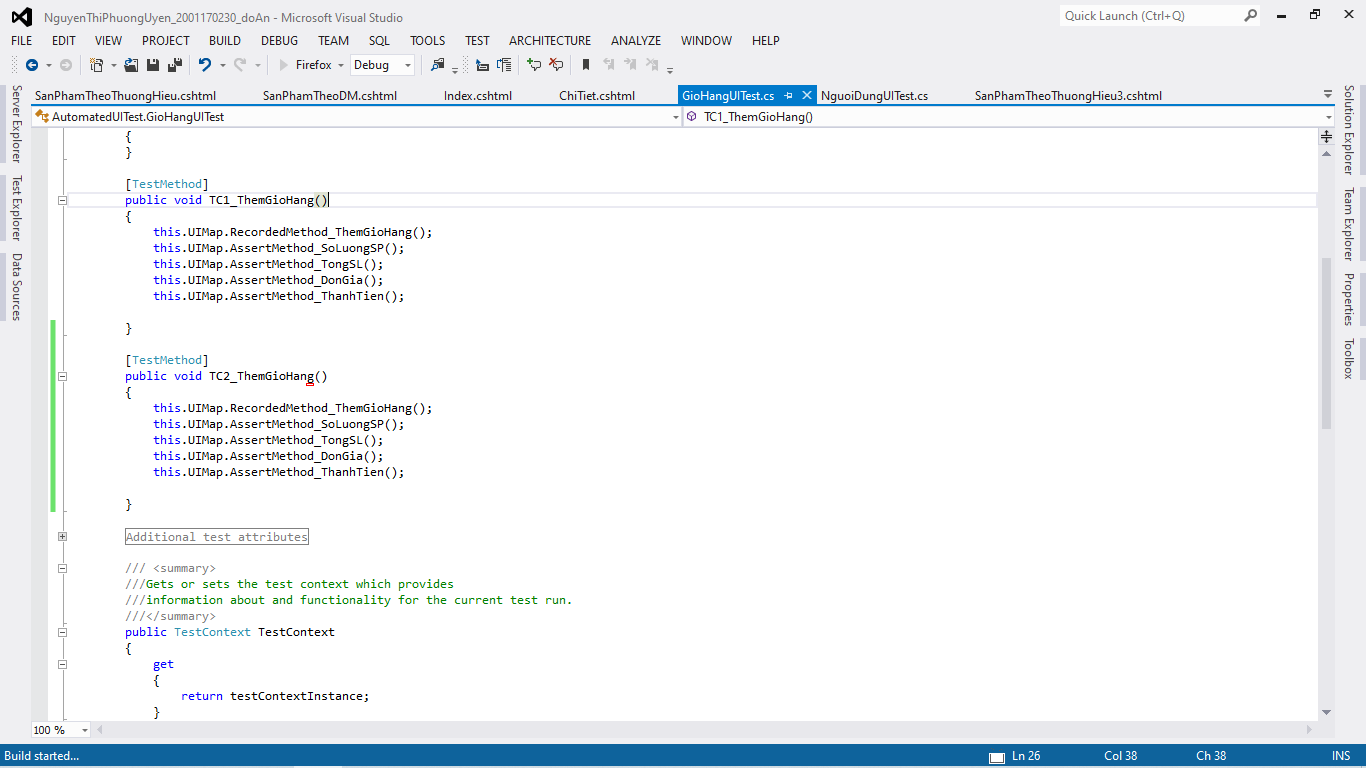 NguyenThiPhuongUyen_2001170230_doAn - Microsoft Visual Studio
Quick Launch (Ctrl+Q)
FILE EDIT VIEW PROJECT BUILD DEBUG TEAM SQL TOOLS TEST ARCHITECTURE ANALYZE WINDOW HELP
Firefox Debug
SanPhamTheoThuongHieu.cshtml SanPhamTheoDM.cshtml Index.cshtml ChiTiet.cshtml GioHangUITest.cs NguoiDungUITest.cs SanPhamTheoThuongHieu3.cshtml
AutomatedUITest.GioHangUITest TC1_ThemGioHang()
Server Explorer
Test Explorer
Data Sources
{
}
[TestMethod]
public void TC1_ThemGioHang()
{
this.UIMap.RecordedMethod_ThemGioHang();
this.UIMap.AssertMethod_SoLuongSP();
this.UIMap.AssertMethod_TongSL();
this.UIMap.AssertMethod_DonGia();
this.UIMap.AssertMethod_ThanhTien();
}
[TestMethod]
public void TC2_ThemGioHang()
{
this.UIMap.RecordedMethod_ThemGioHang();
this.UIMap.AssertMethod_SoLuongSP();
this.UIMap.AssertMethod_TongSL();
this.UIMap.AssertMethod_DonGia();
this.UIMap.AssertMethod_ThanhTien();
}
Additional test attributes
/// <summary>
///Gets or sets the test context which provides
///information about and functionality for the current test run.
///</summary>
public TestContext TestContext
{
get
{
return testContextInstance;
}
Solution Explorer
Team Explorer
Properties
Toolbox
100 %
Build started... Ln 26 Col 38 Ch 38 INS